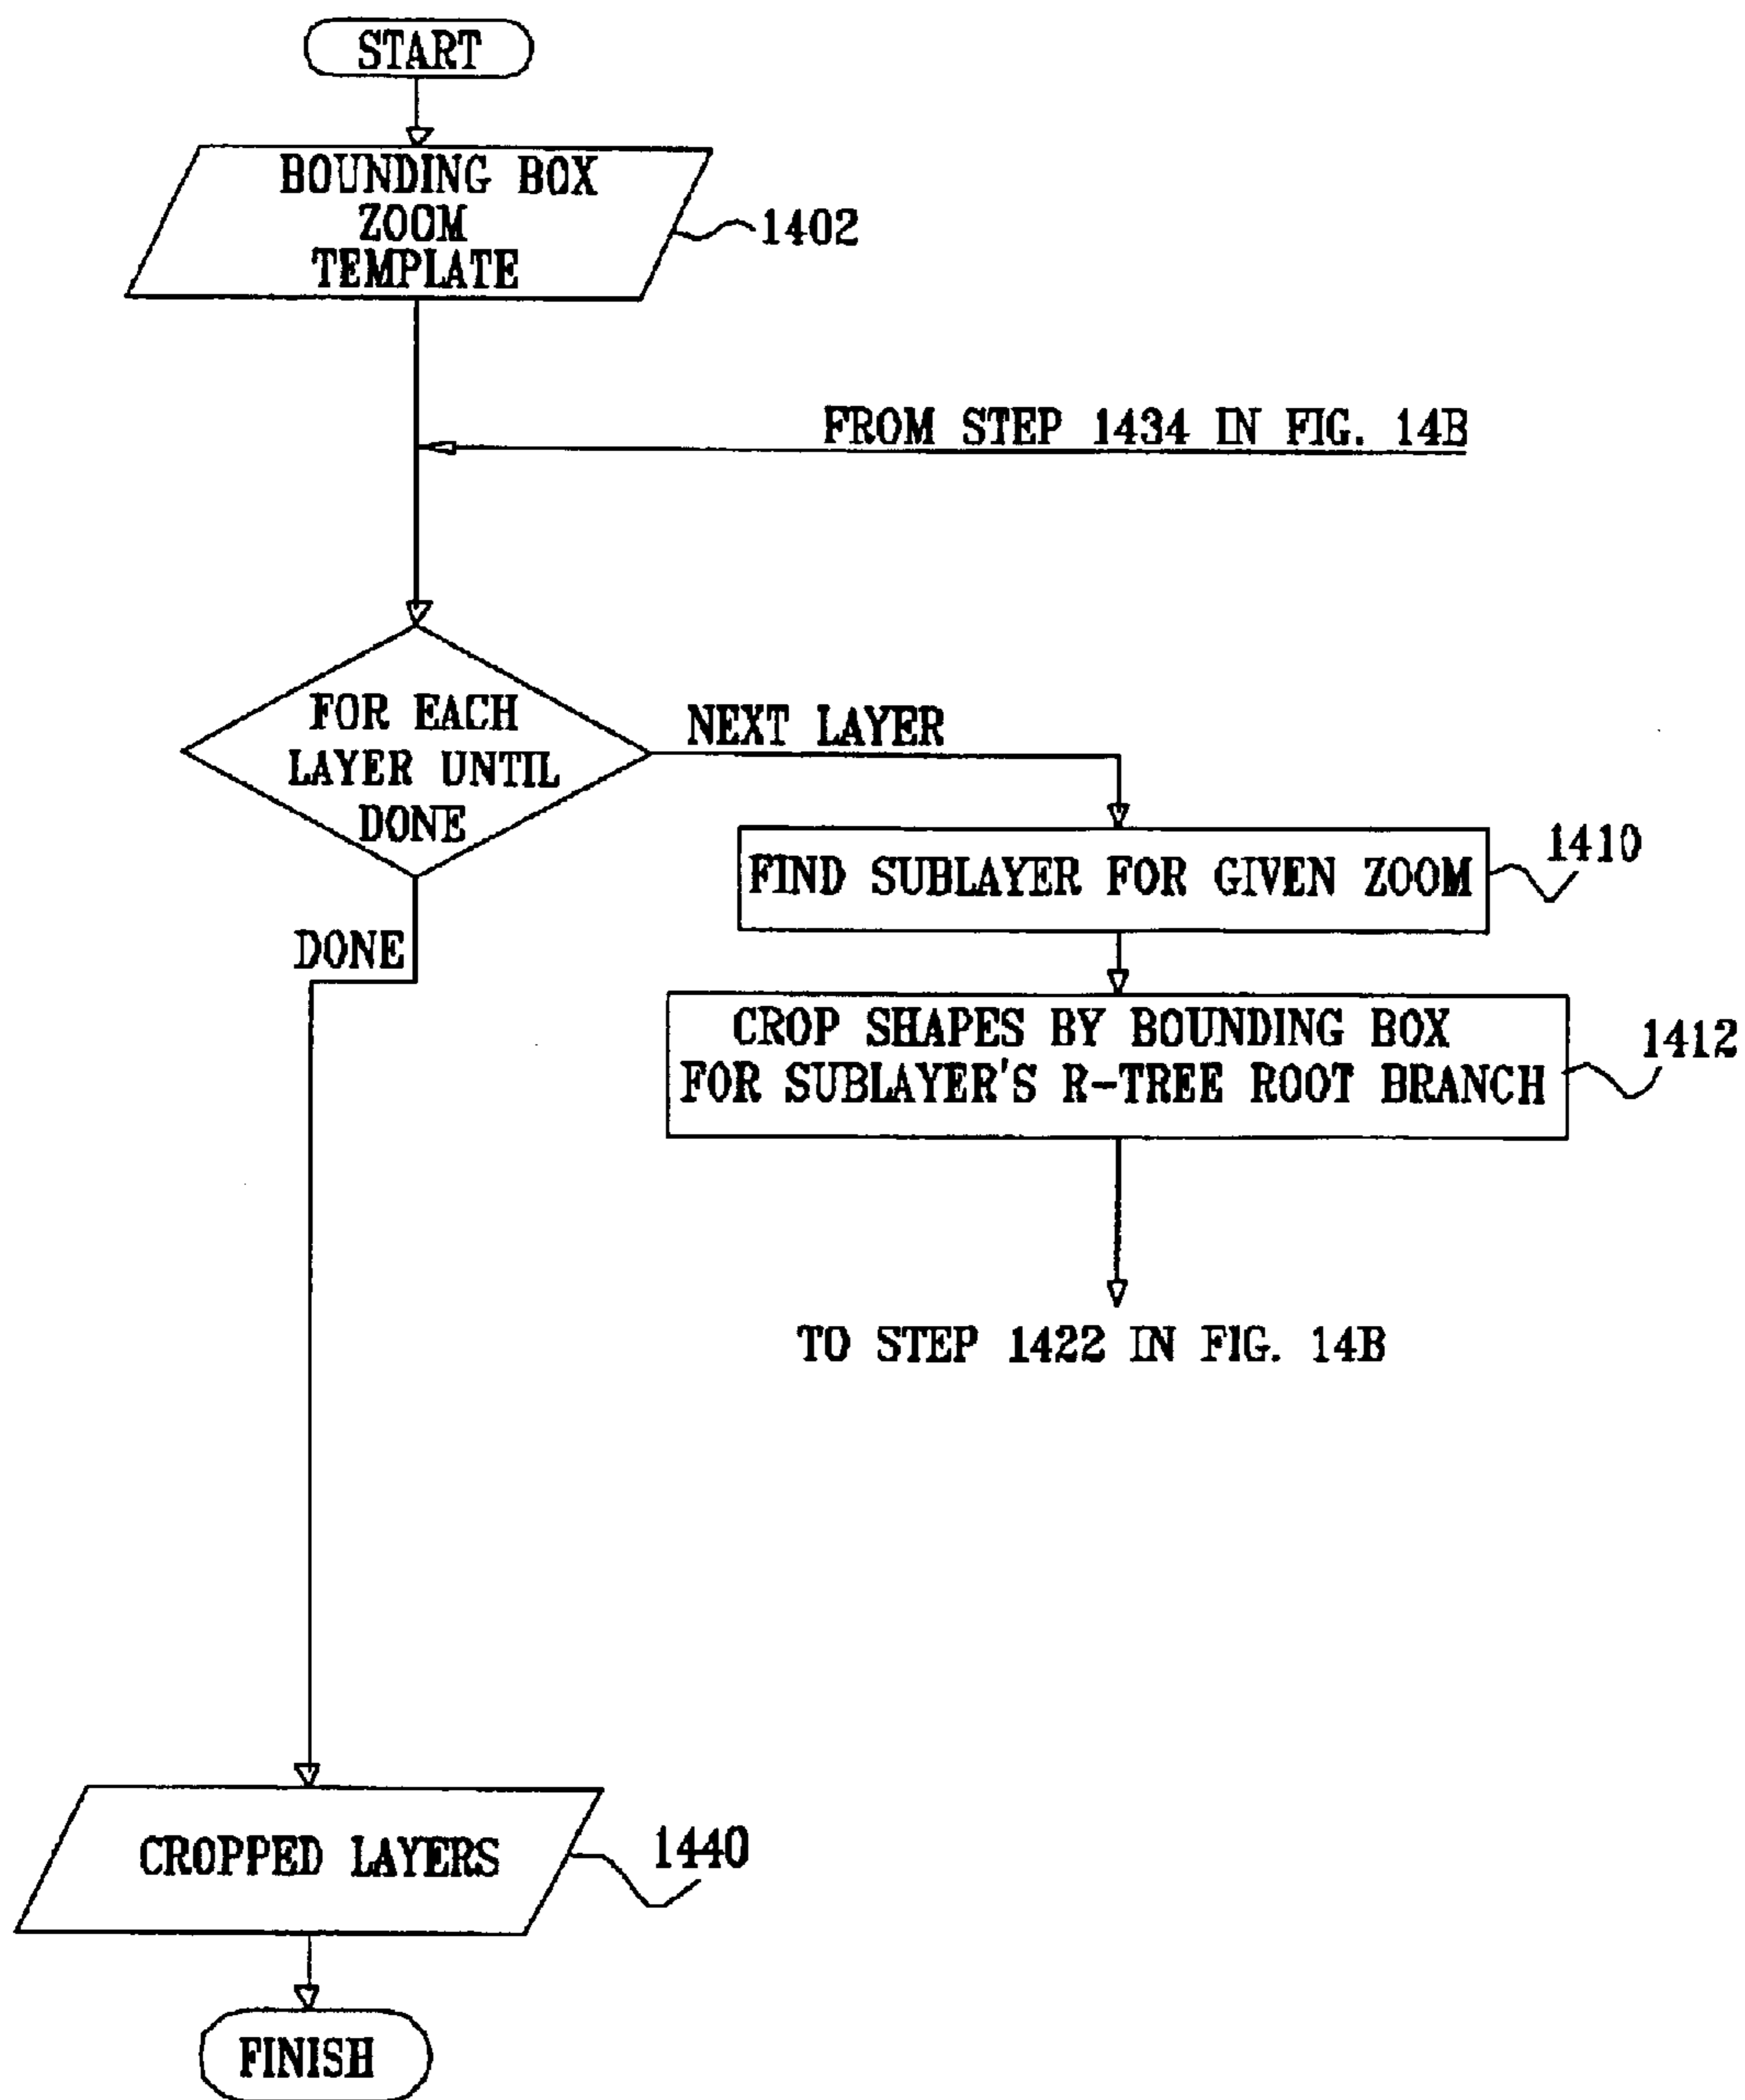 START
BOUNDING BOX
ZOOM
TEMPLATE
1402
FROM STEP 1434 IN FIG. 14B
FOR EACH
LAYER UNTIL
DONE
NEXT LAYER
FIND SUBLAYER FOR GIVEN ZOOM
1410
DONE
CROP SHAPES BY BOUNDING BOX
FOR SUBLAYER'S R-TREE ROOT BRANCH
1412
TO STEP 1422 IN FIG. 14B
CROPPED LAYERS
1440
FINISH